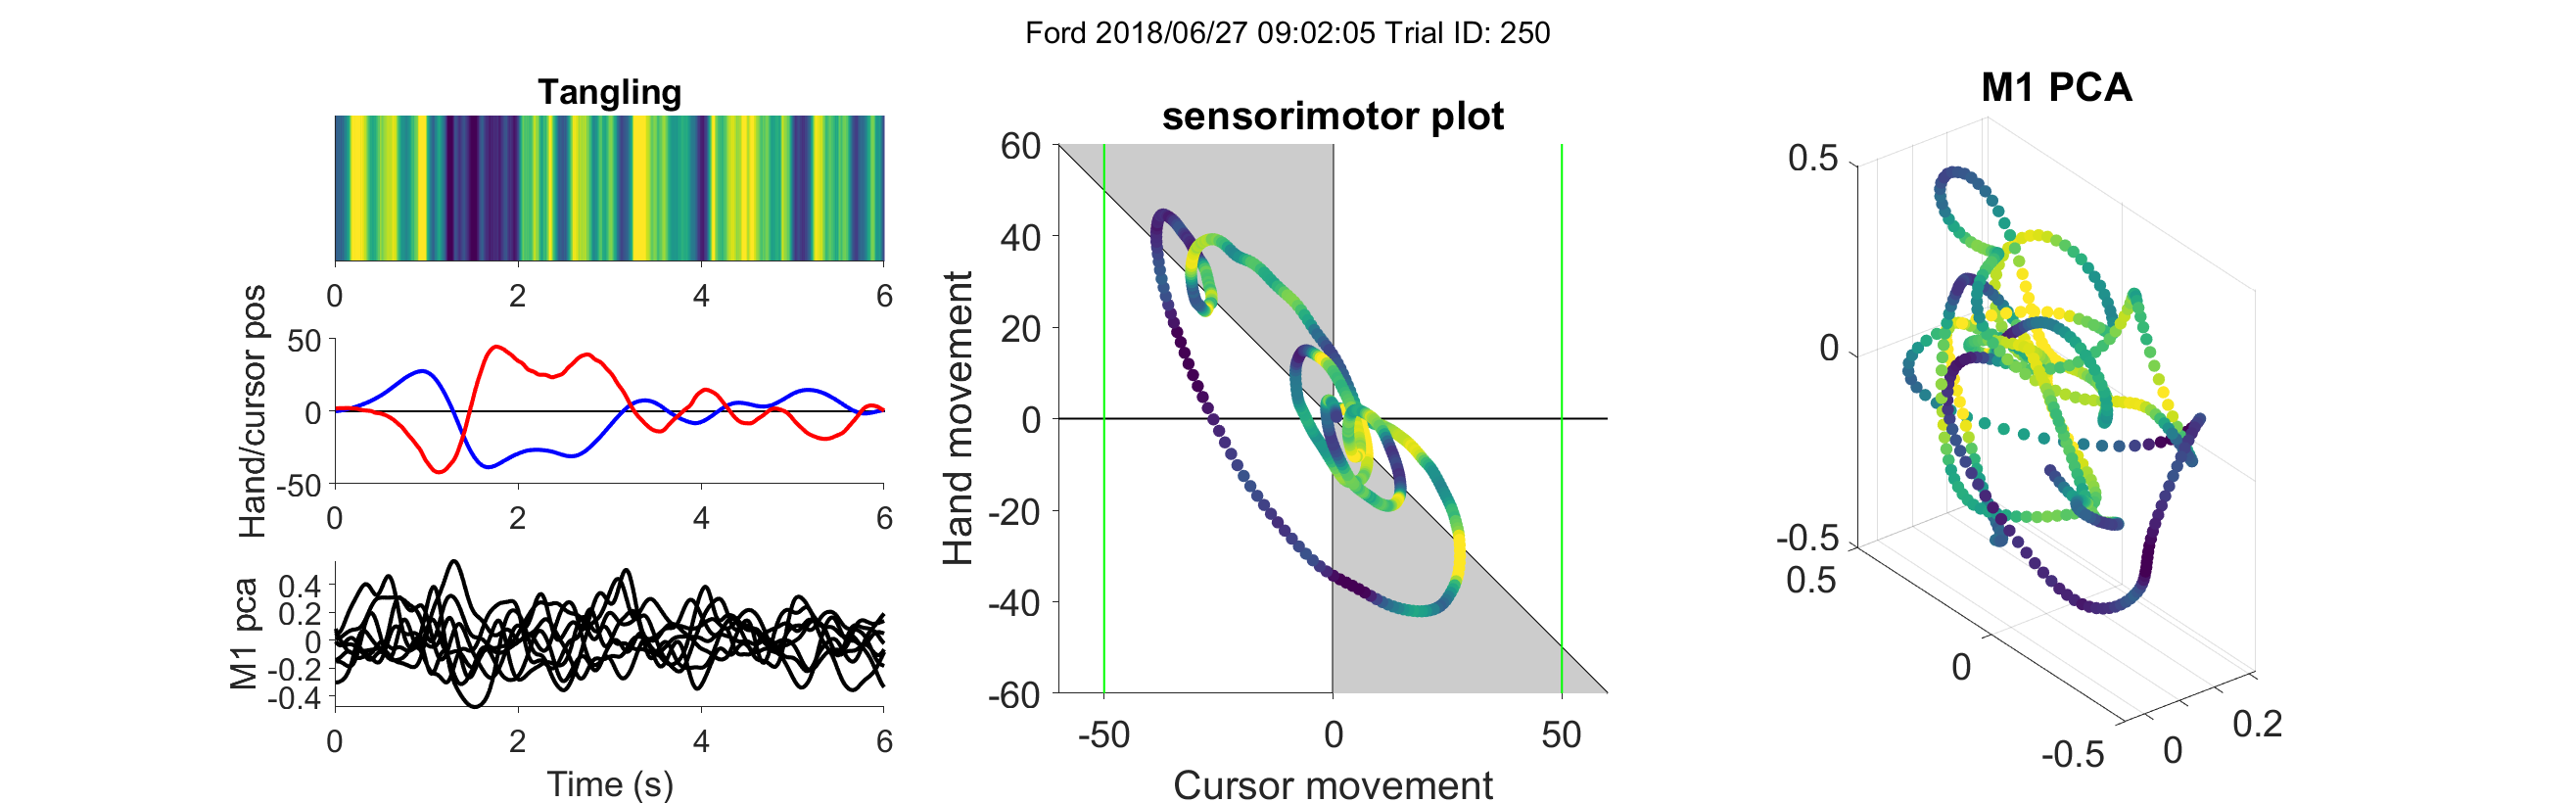 Ford 2018/06/27 09:02:05 Trial ID: 250
Tangling
0 2 4 6
Hand/cursor pos
50
0
-50
0 2 4 6
M1 pca
0.4
0.2
0
-0.2
-0.4
0 2 4 6
Time (s)
sensorimotor plot
Hand movement
60
40
20
0
-20
-40
-60
-50 0 50
Cursor movement
M1 PCA
0.5
0
-0.5
0.5
0
-0.5
0
0.2